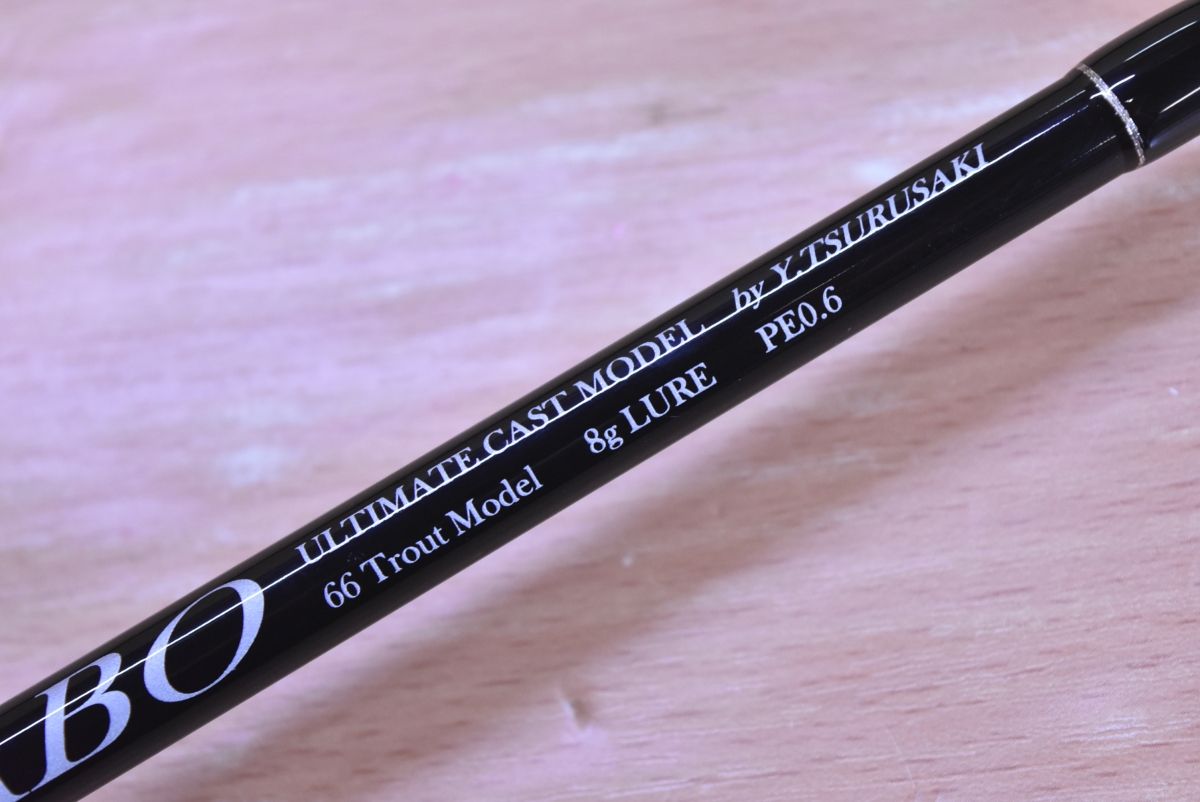 BO
ULTIMATE CAST MODEL by Y.TSURUSAKI
66 Trout Model 8g LURE PE0.6